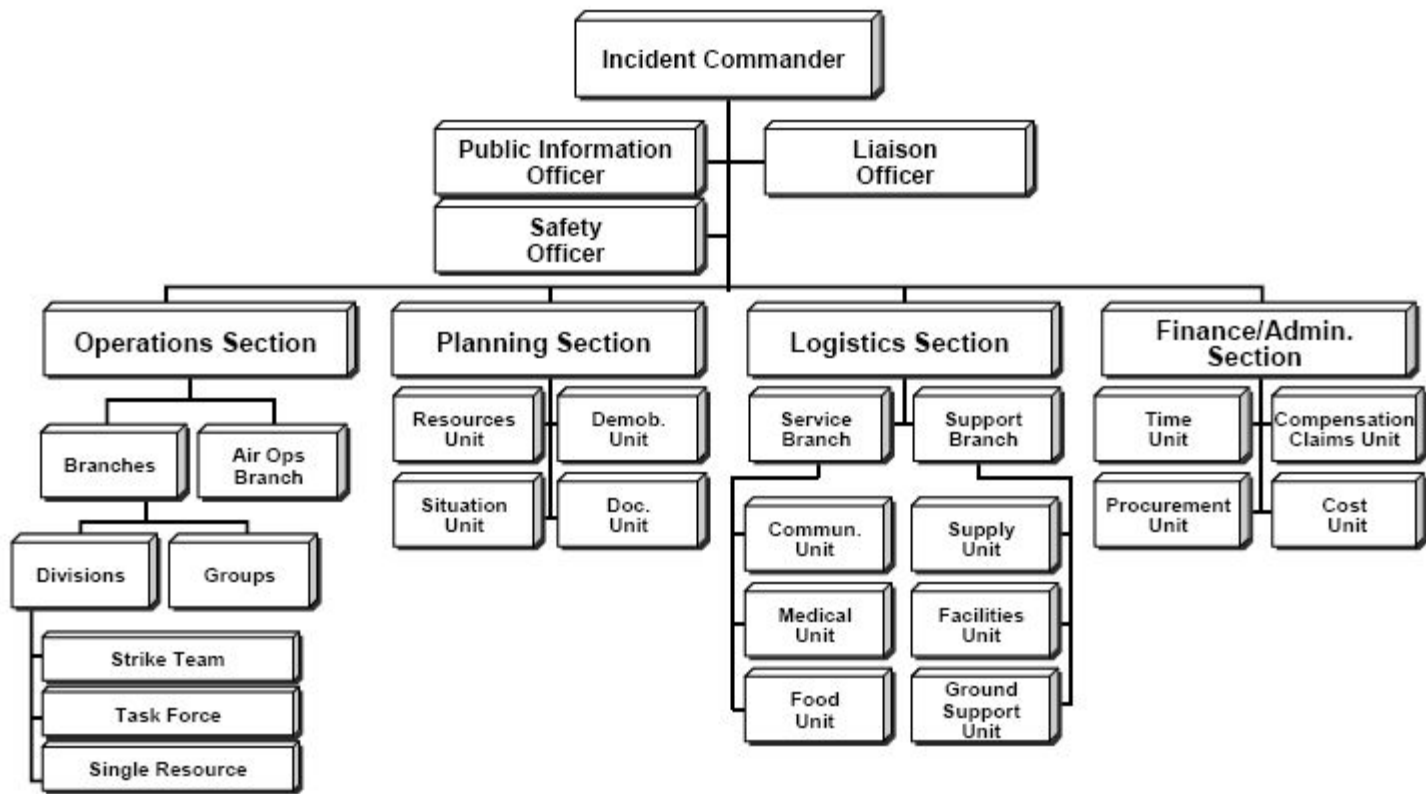 Incident Commander
Public Information
Officer
Liaison
Officer
Safety
Officer
Operations Section
Planning Section
Logistics Section
Finance/Admin.
Section
Branches
Air Ops
Branch
Resources
Unit
Demob.
Unit
Service
Branch
Support
Branch
Time
Unit
Compensation
Claims Unit
Situation
Unit
Doc.
Unit
Procurement
Unit
Cost
Unit
Divisions
Groups
Commun.
Unit
Supply
Unit
Strike Team
Task Force
Single Resource
Medical
Unit
Facilities
Unit
Food
Unit
Ground
Support
Unit